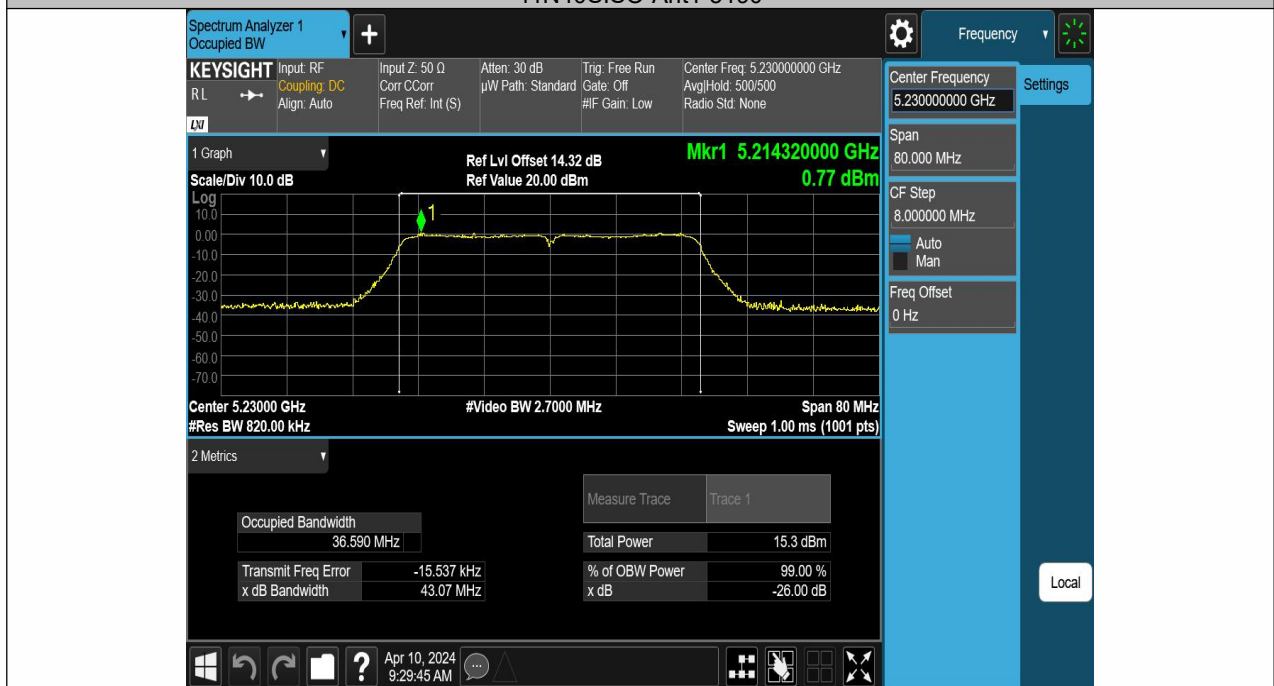 Spectrum Analyzer 1
Occupied BW
Frequency
KEYSIGHT
R L
LXI
Input: RF
Coupling: DC
Align: Auto
Input Z: 50 Ω
Corr CCorr
Freq Ref: Int (S)
Atten: 30 dB
µW Path: Standard
Trig: Free Run
Gate: Off
#IF Gain: Low
Center Freq: 5.230000000 GHz
Avg|Hold: 500/500
Radio Std: None
Center Frequency
5.230000000 GHz
Settings
Span
80.000 MHz
CF Step
8.000000 MHz
Auto
Man
Freq Offset
0 Hz
Local
1 Graph
Scale/Div 10.0 dB
Ref Lvl Offset 14.32 dB
Ref Value 20.00 dBm
Mkr1 5.214320000 GHz
0.77 dBm
Log
10.0
0.00
-10.0
-20.0
-30.0
-40.0
-50.0
-60.0
-70.0
1
Center 5.23000 GHz
#Res BW 820.00 kHz
#Video BW 2.7000 MHz
Span 80 MHz
Sweep 1.00 ms (1001 pts)
2 Metrics
Measure Trace Trace 1
Occupied Bandwidth
36.590 MHz
Total Power 15.3 dBm
Transmit Freq Error -15.537 kHz
% of OBW Power 99.00 %
x dB Bandwidth 43.07 MHz
x dB -26.00 dB
?
Apr 10, 2024
9:29:45 AM